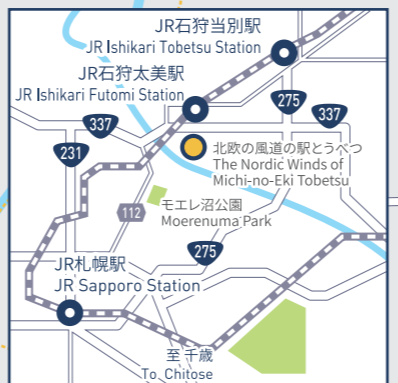 JR石狩当別駅
JR Ishikari Tobetsu Station
JR石狩太美駅
JR Ishikari Futomi Station
275
337
337
231
北欧の風道の駅とうべつ
The Nordic Winds of
Michi-no-Eki Tobetsu
モエレ沼公園
Moerenuma Park
112
275
JR札幌駅
JR Sapporo Station
至 千歳
To Chitose